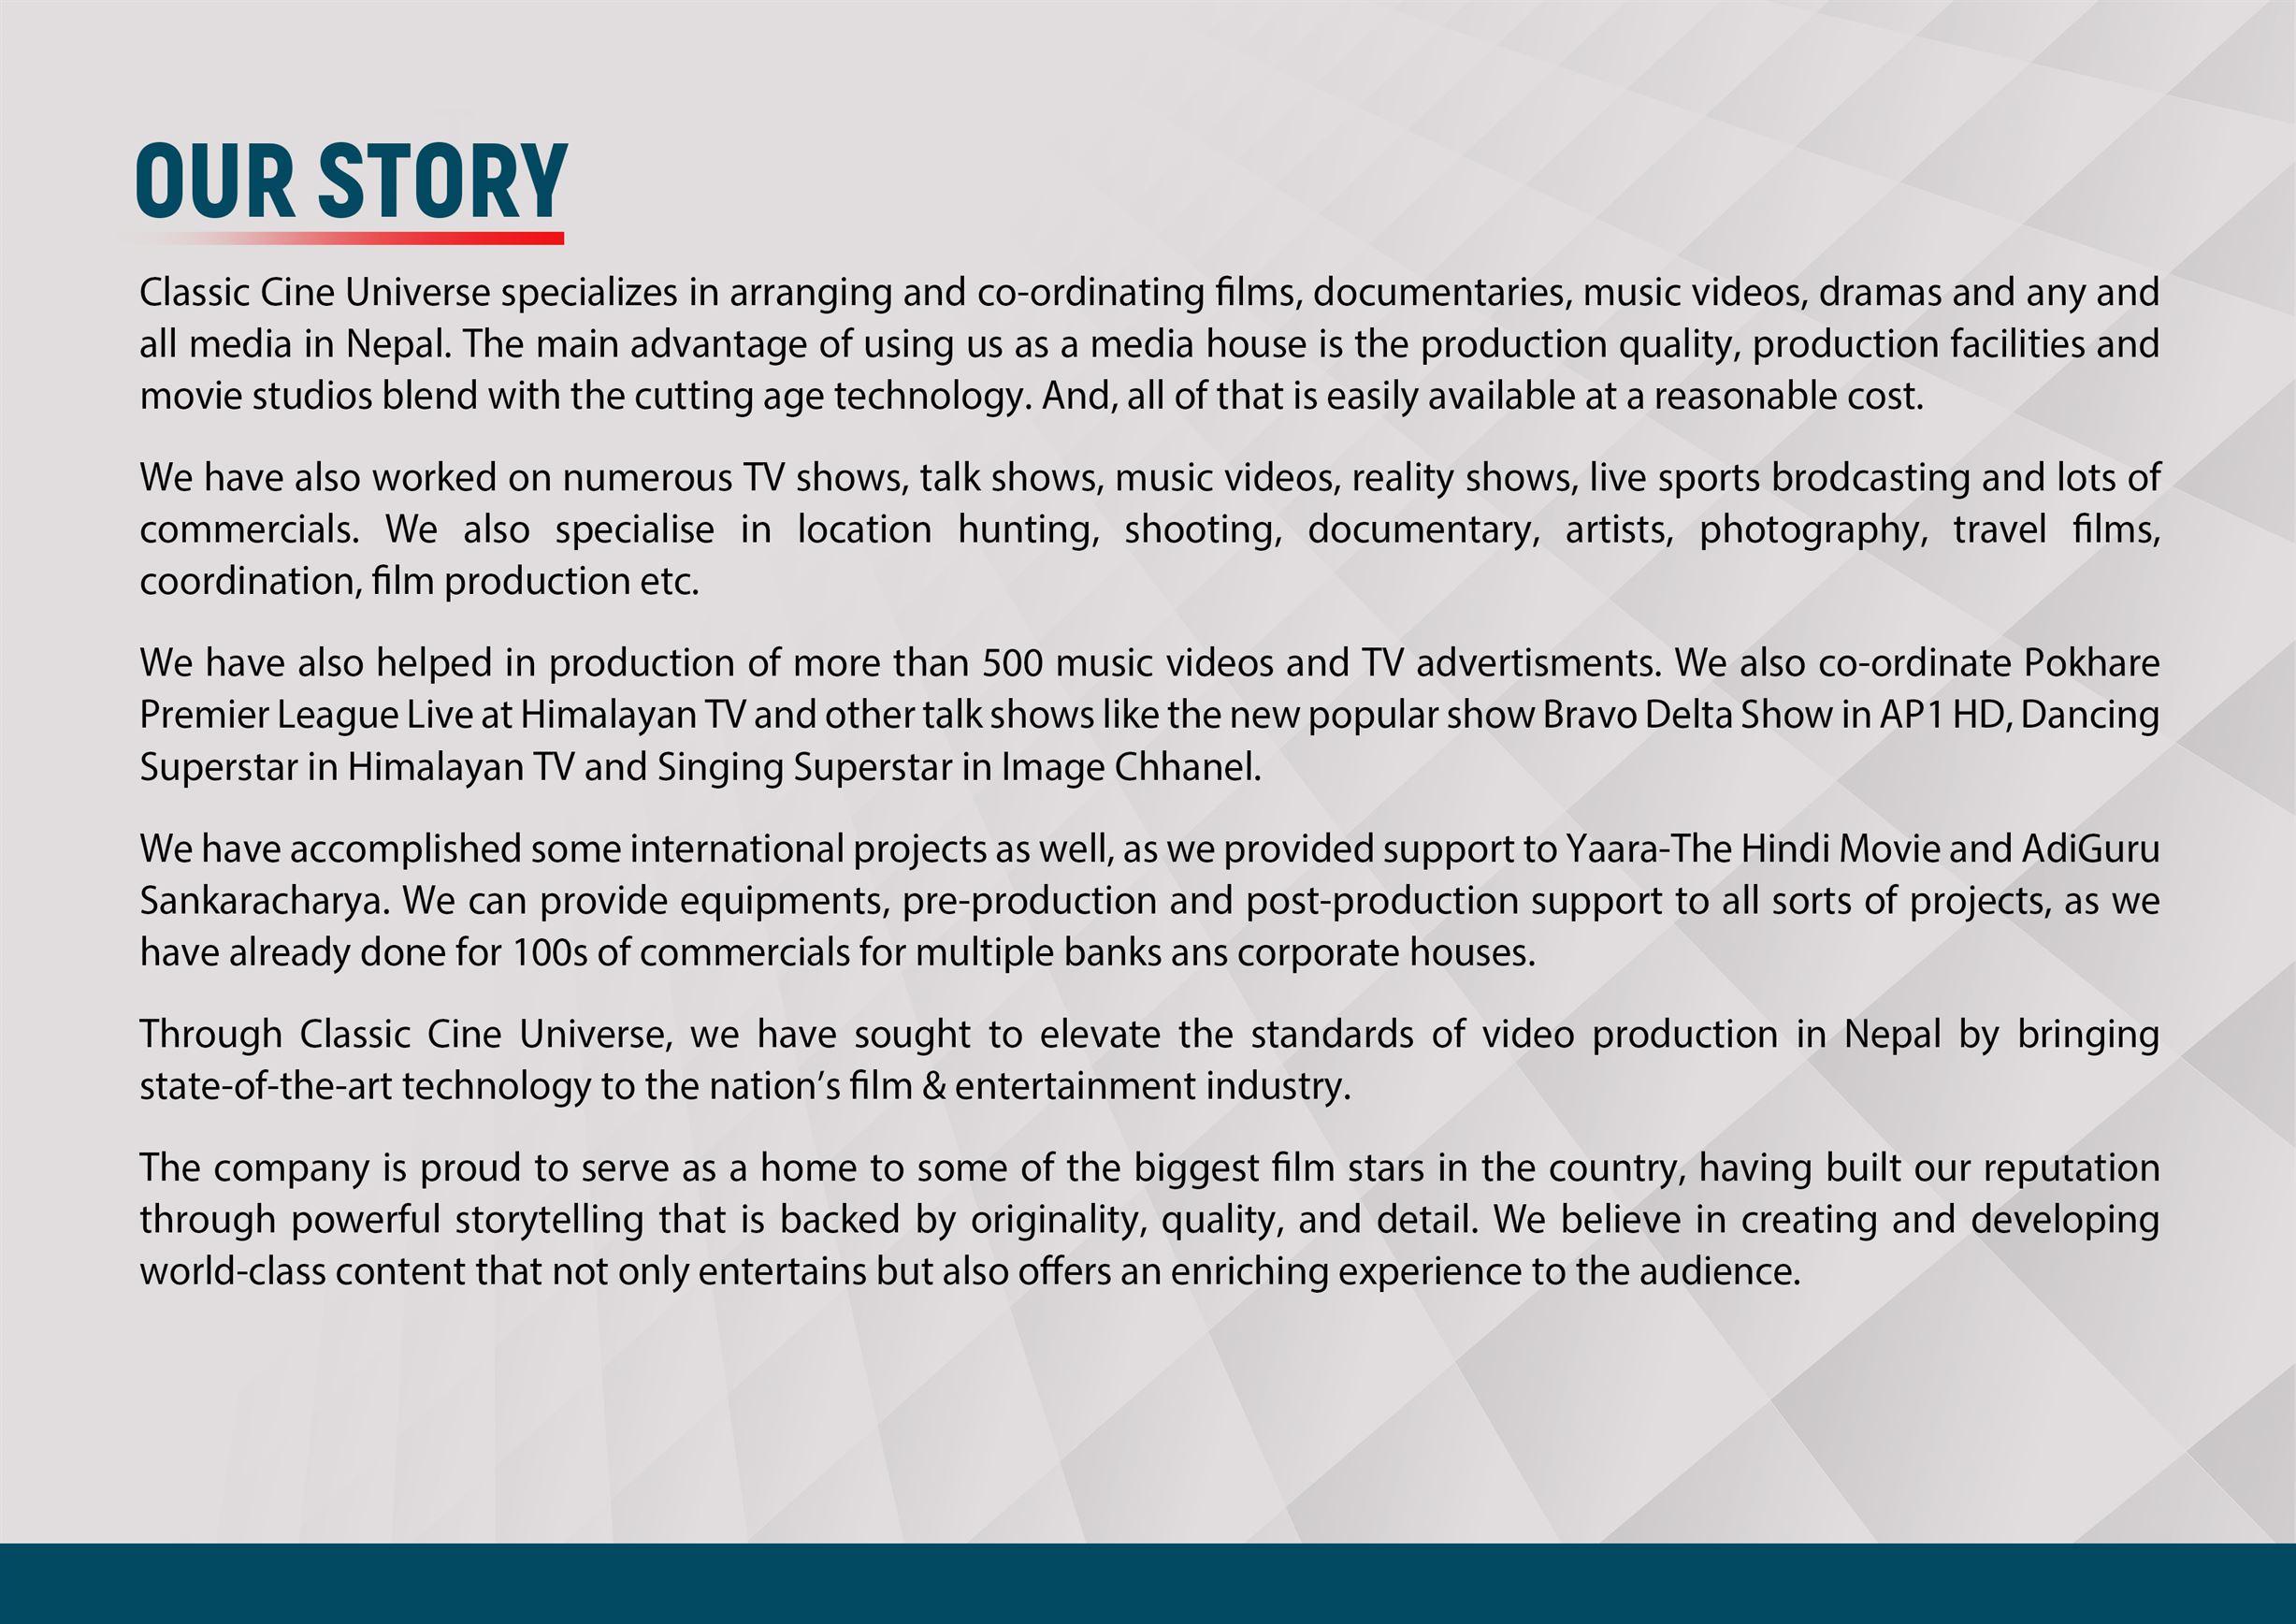 OUR STORY
Classic Cine Universe specializes in arranging and co-ordinating films, documentaries, music videos, dramas and any and
all media in Nepal. The main advantage of using us as a media house is the production quality, production facilities and
movie studios blend with the cutting age technology. And, all of that is easily available at a reasonable cost.
We have also worked on numerous TV shows, talk shows, music videos, reality shows, live sports brodcasting and lots of
commercials. We also specialise in location hunting, shooting, documentary, artists, photography, travel films,
coordination, film production etc.
We have also helped in production of more than 500 music videos and TV advertisments. We also co-ordinate Pokhare
Premier League Live at Himalayan TV and other talk shows like the new popular show Bravo Delta Show in AP1 HD, Dancing
Superstar in Himalayan TV and Singing Superstar in Image Chhanel.
We have accomplished some international projects as well, as we provided support to Yaara-The Hindi Movie and AdiGuru
Sankaracharya. We can provide equipments, pre-production and post-production support to all sorts of projects, as we
have already done for 100s of commercials for multiple banks ans corporate houses.
Through Classic Cine Universe, we have sought to elevate the standards of video production in Nepal by bringing
state-of-the-art technology to the nation’s film & entertainment industry.
The company is proud to serve as a home to some of the biggest film stars in the country, having built our reputation
through powerful storytelling that is backed by originality, quality, and detail. We believe in creating and developing
world-class content that not only entertains but also offers an enriching experience to the audience.